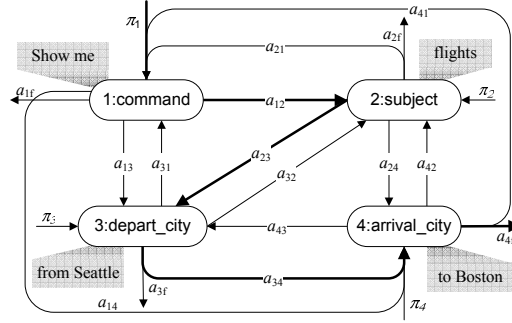 π1
a41
a21
a2f
Show me
flights
a1f
1:command
a12
2:subject
π2
a13
a31
a23
a32
a24
a42
π3
3:depart_city
a43
4:arrival_city
a4f
from Seattle
a3f
a34
to Boston
a14
π4